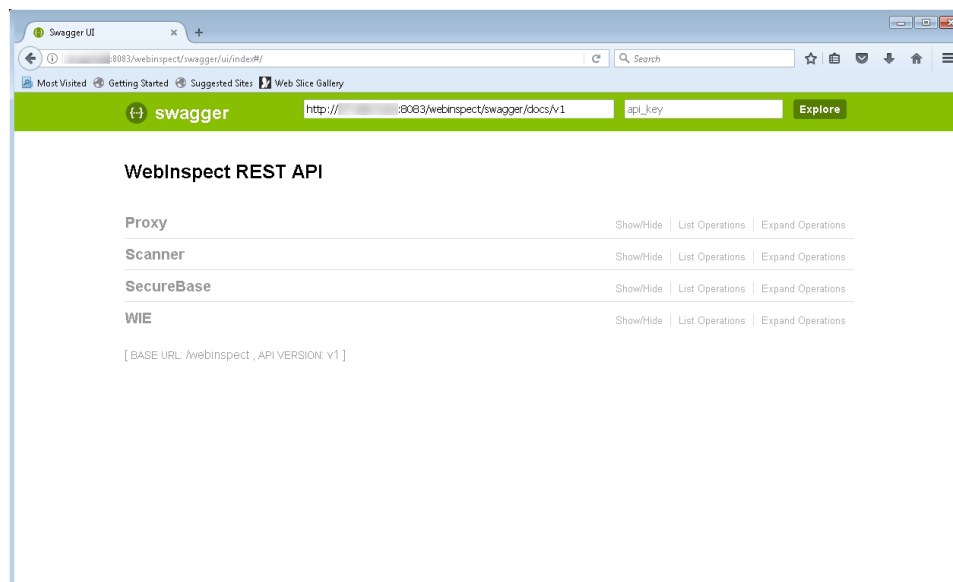 Swagger UI
:8083/webinspect/swagger/ui/index#/
Search
Most Visited Getting Started Suggested Sites Web Slice Gallery
swagger http:// :8083/webinspect/swagger/docs/v1 api_key Explore
WebInspect REST API
Proxy Show/Hide List Operations Expand Operations
Scanner Show/Hide List Operations Expand Operations
SecureBase Show/Hide List Operations Expand Operations
WIE Show/Hide List Operations Expand Operations
[ BASE URL: /webinspect , API VERSION: v1 ]